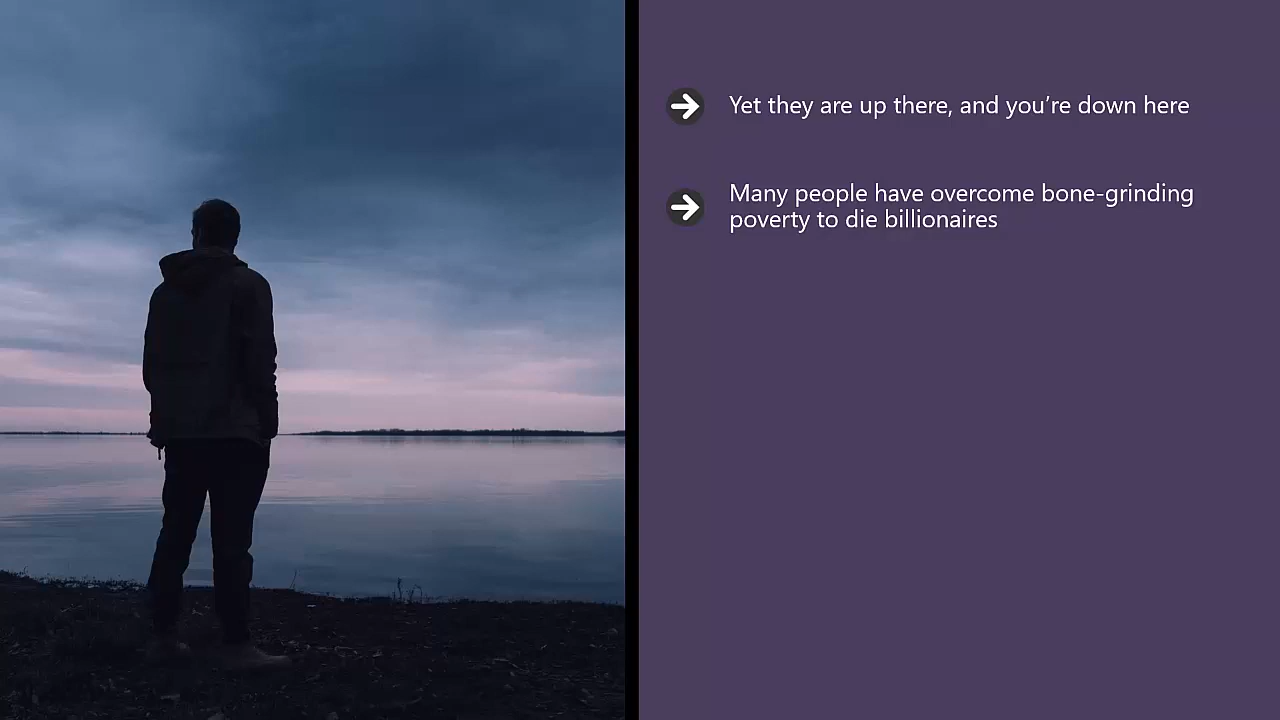 Yet they are up there, and you’re down here
Many people have overcome bone-grinding
poverty to die billionaires